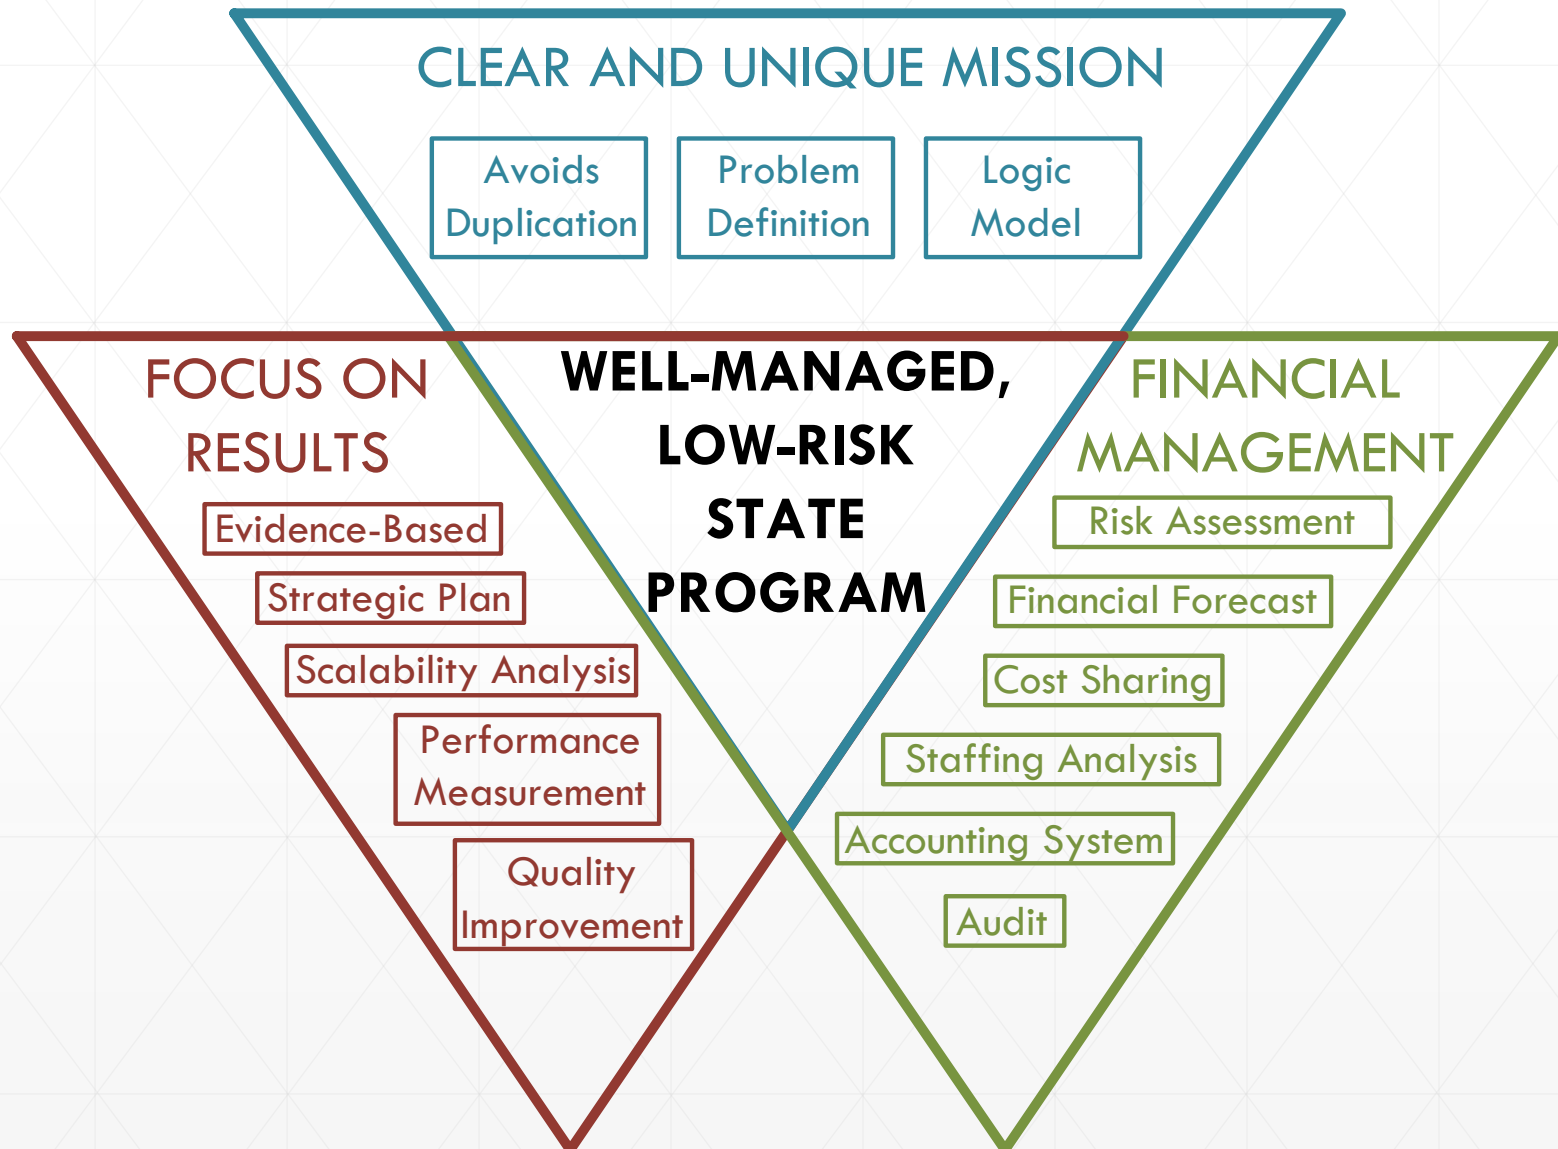 CLEAR AND UNIQUE MISSION
Avoids
Duplication
Problem
Definition
Logic
Model
FOCUS ON
RESULTS
Evidence-Based
Strategic Plan
Scalability Analysis
Performance
Measurement
Quality
Improvement
WELL-MANAGED,
LOW-RISK
STATE
PROGRAM
FINANCIAL
MANAGEMENT
Risk Assessment
Financial Forecast
Cost Sharing
Staffing Analysis
Accounting System
Audit